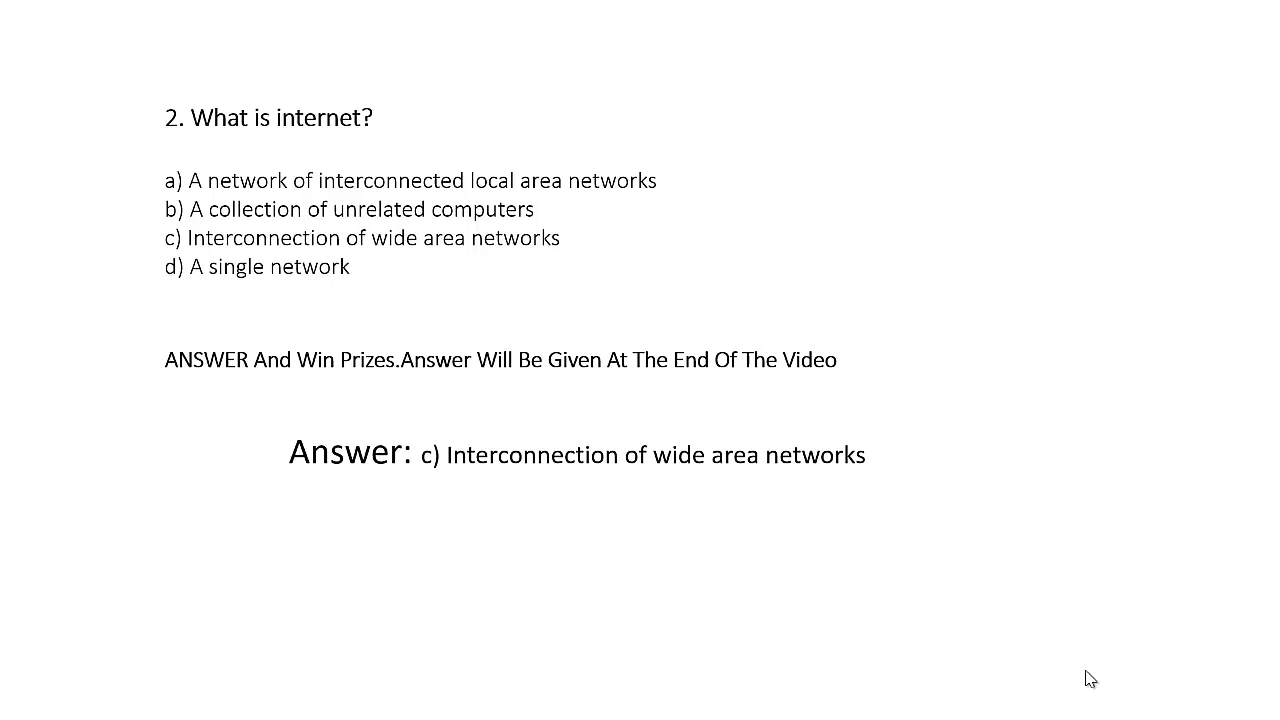 2. What is internet?
a) A network of interconnected local area networks
b) A collection of unrelated computers
c) Interconnection of wide area networks
d) A single network
ANSWER And Win Prizes.Answer Will Be Given At The End Of The Video
Answer: c) Interconnection of wide area networks